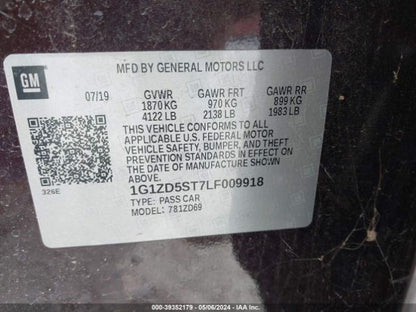 GM
MFD BY GENERAL MOTORS LLC
07/19 GVWR GAWR FRT GAWR RR
1870 KG 970 KG 899 KG
4122 LB 2138 LB 1983 LB
THIS VEHICLE CONFORMS TO ALL
APPLICABLE U.S. FEDERAL MOTOR
VEHICLE SAFETY, BUMPER, AND THEFT
PREVENTION STANDARDS IN EFFECT ON
THE DATE OF MANUFACTURE SHOWN
ABOVE.
1G1ZD5ST7LF009918
326E
TYPE: PASS CAR
MODEL: 781ZD69
000-39352179 - 05/06/2024 - IAA Inc.